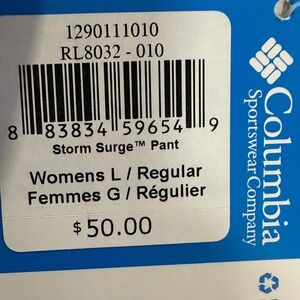 1290111010
RL8032 - 010
8 83834 59654 9
Storm Surge™ Pant
Womens L / Regular
Femmes G / Régulier
$50.00
Columbia
Sportswear Company